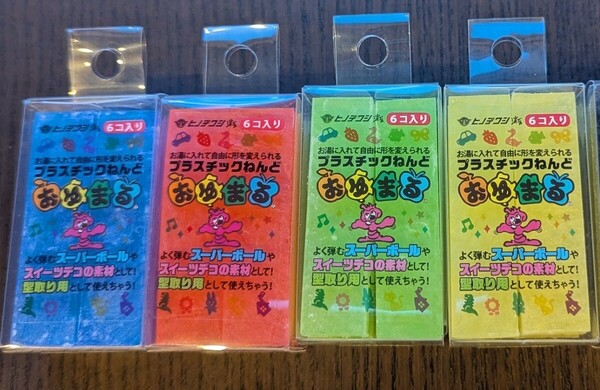 ヒノデワシ
6コ入り
お湯に入れて自由に形を変えられる
プラスチックねんど
おゆまる
よく弾むスーパーボールや
スイーツデコの素材として!
型取り用として使えちゃう!
ヒノデワシ
6コ入り
お湯に入れて自由に形を変えられる
プラスチックねんど
おゆまる
よく弾むスーパーボールや
スイーツデコの素材として!
型取り用として使えちゃう!
ヒノデワシ
6コ入り
お湯に入れて自由に形を変えられる
プラスチックねんど
おゆまる
よく弾むスーパーボールや
スイーツデコの素材として!
型取り用として使えちゃう!
ヒノデワシ
6コ入り
お湯に入れて自由に形を変えられる
プラスチックねんど
おゆまる
よく弾むスーパーボールや
スイーツデコの素材として!
型取り用として使えちゃう!